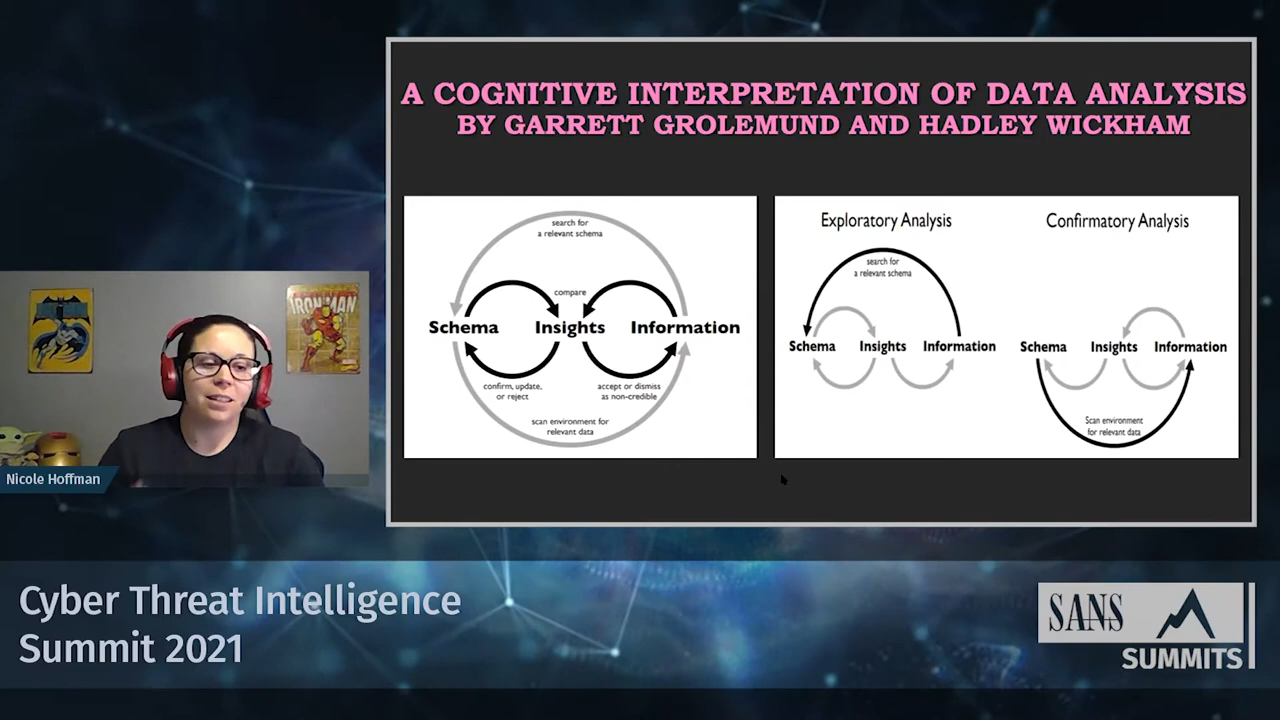 A COGNITIVE INTERPRETATION OF DATA ANALYSIS
BY GARRETT GROLEMUND AND HADLEY WICKHAM
search for
a relevant schema
compare
Schema Insights Information
confirm, update,
or reject
accept or dismiss
as non-credible
scan environment for
relevant data
Exploratory Analysis
search for
a relevant schema
Schema Insights Information
Confirmatory Analysis
Schema Insights Information
Scan environment
for relevant data
IRON MAN
Nicole Hoffman
Cyber Threat Intelligence
Summit 2021
SANS
SUMMITS